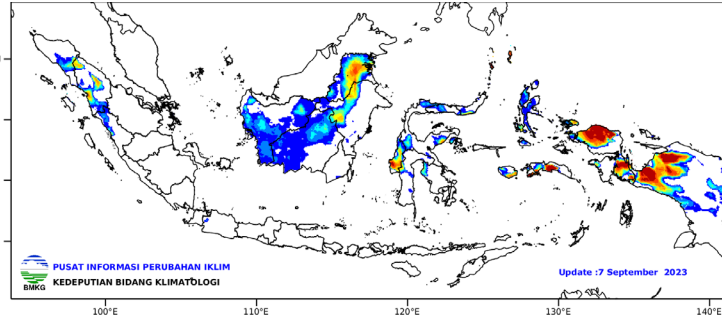 PUSAT INFORMASI PERUBAHAN IKLIM
KEDEPUTIAN BIDANG KLIMATOLOGI
BMKG
Update :7 September 2023
100°E 110°E 120°E 130°E 140°E